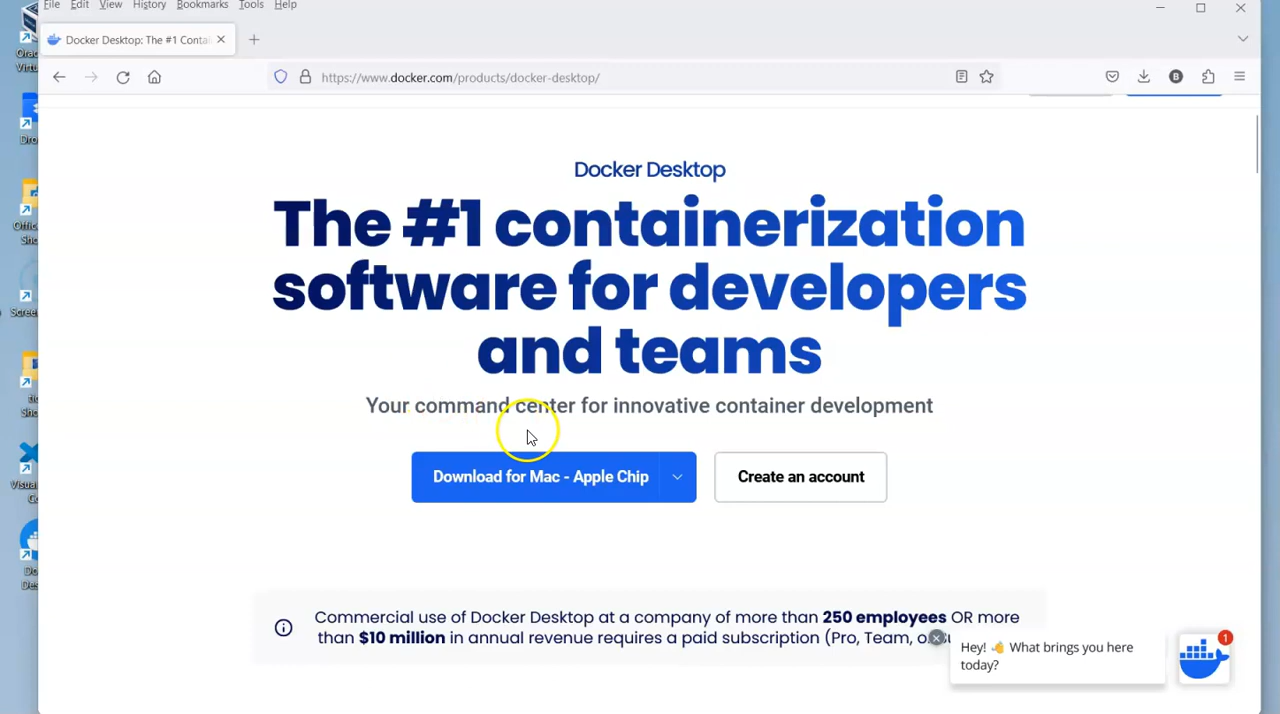 File Edit View History Bookmarks Tools Help
Docker Desktop: The #1 Conta
https://www.docker.com/products/docker-desktop/
Docker Desktop
The #1 containerization
software for developers
and teams
Your command center for innovative container development
Download for Mac - Apple Chip
Create an account
Commercial use of Docker Desktop at a company of more than 250 employees OR more
than $10 million in annual revenue requires a paid subscription (Pro, Team, o
Hey! 👋 What brings you here
today?
1
B